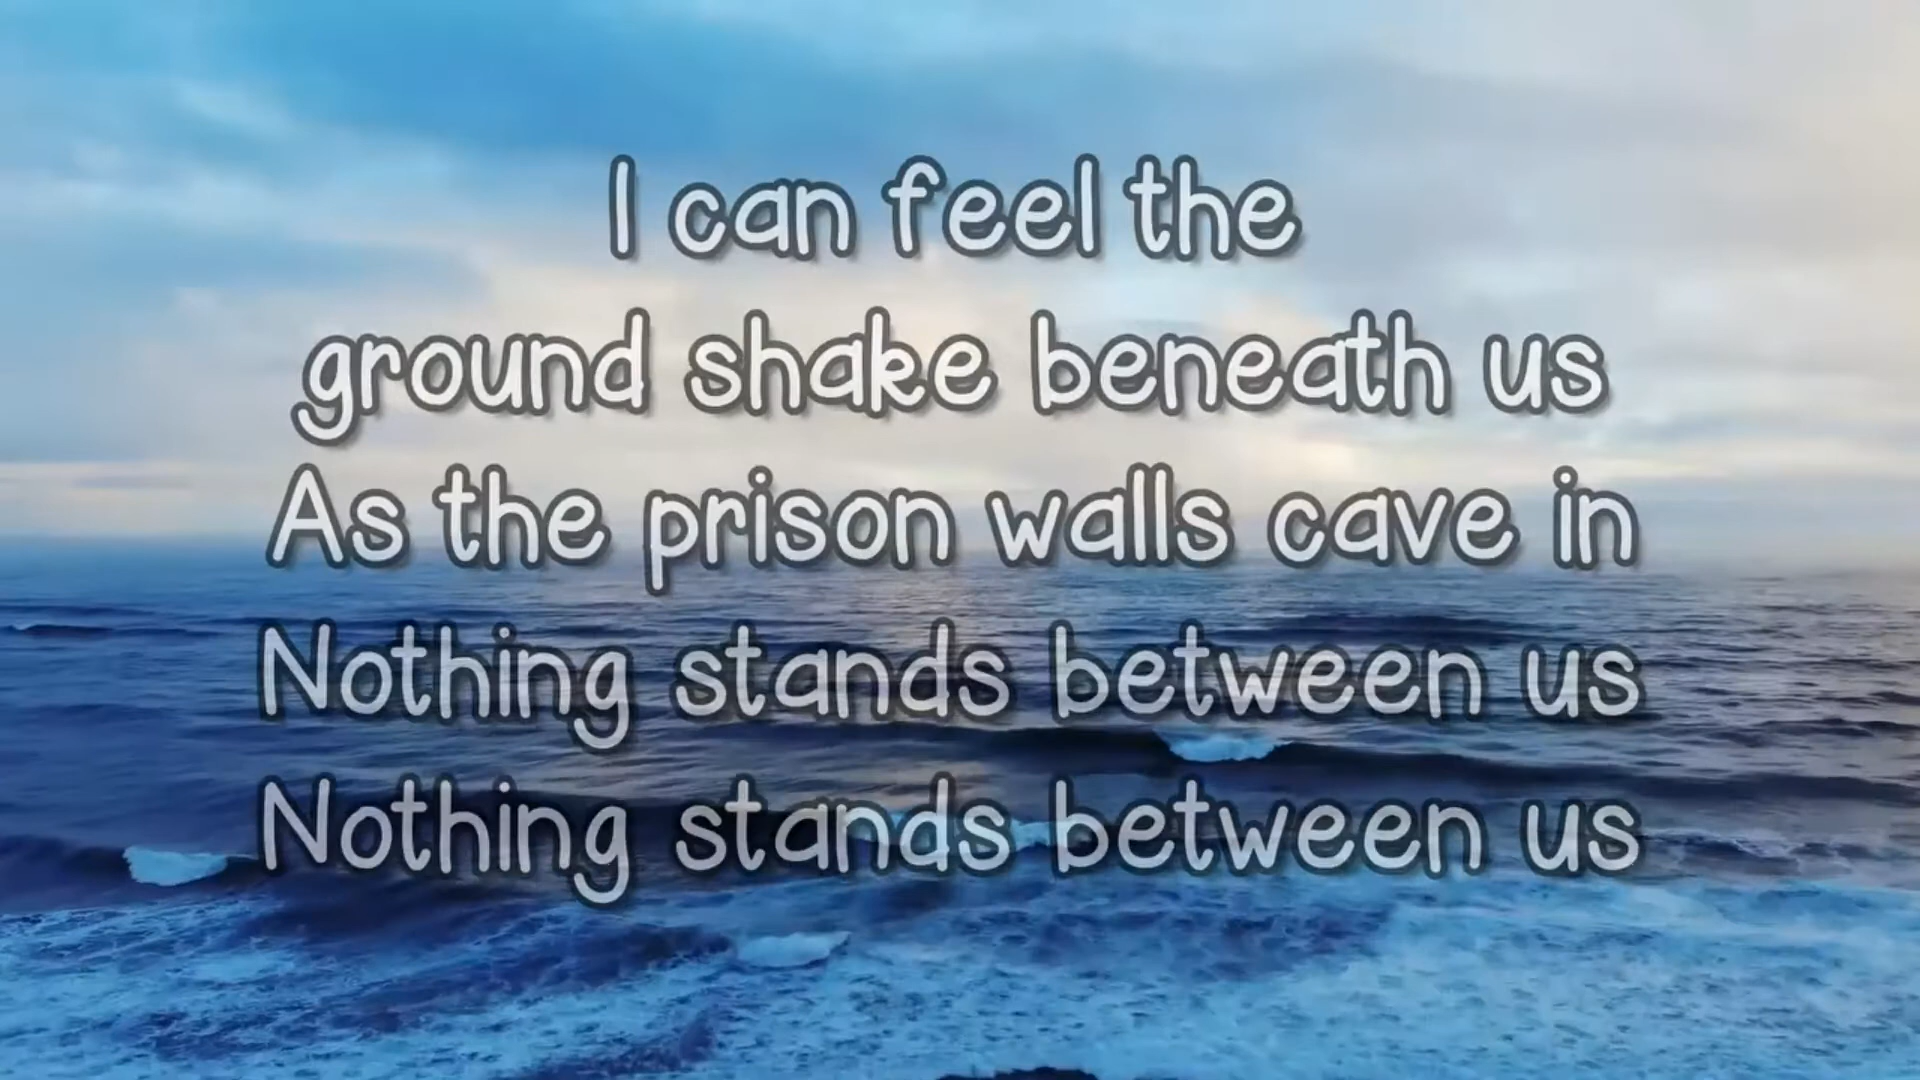 I can feel the
ground shake beneath us
As the prison walls cave in
Nothing stands between us
Nothing stands between us